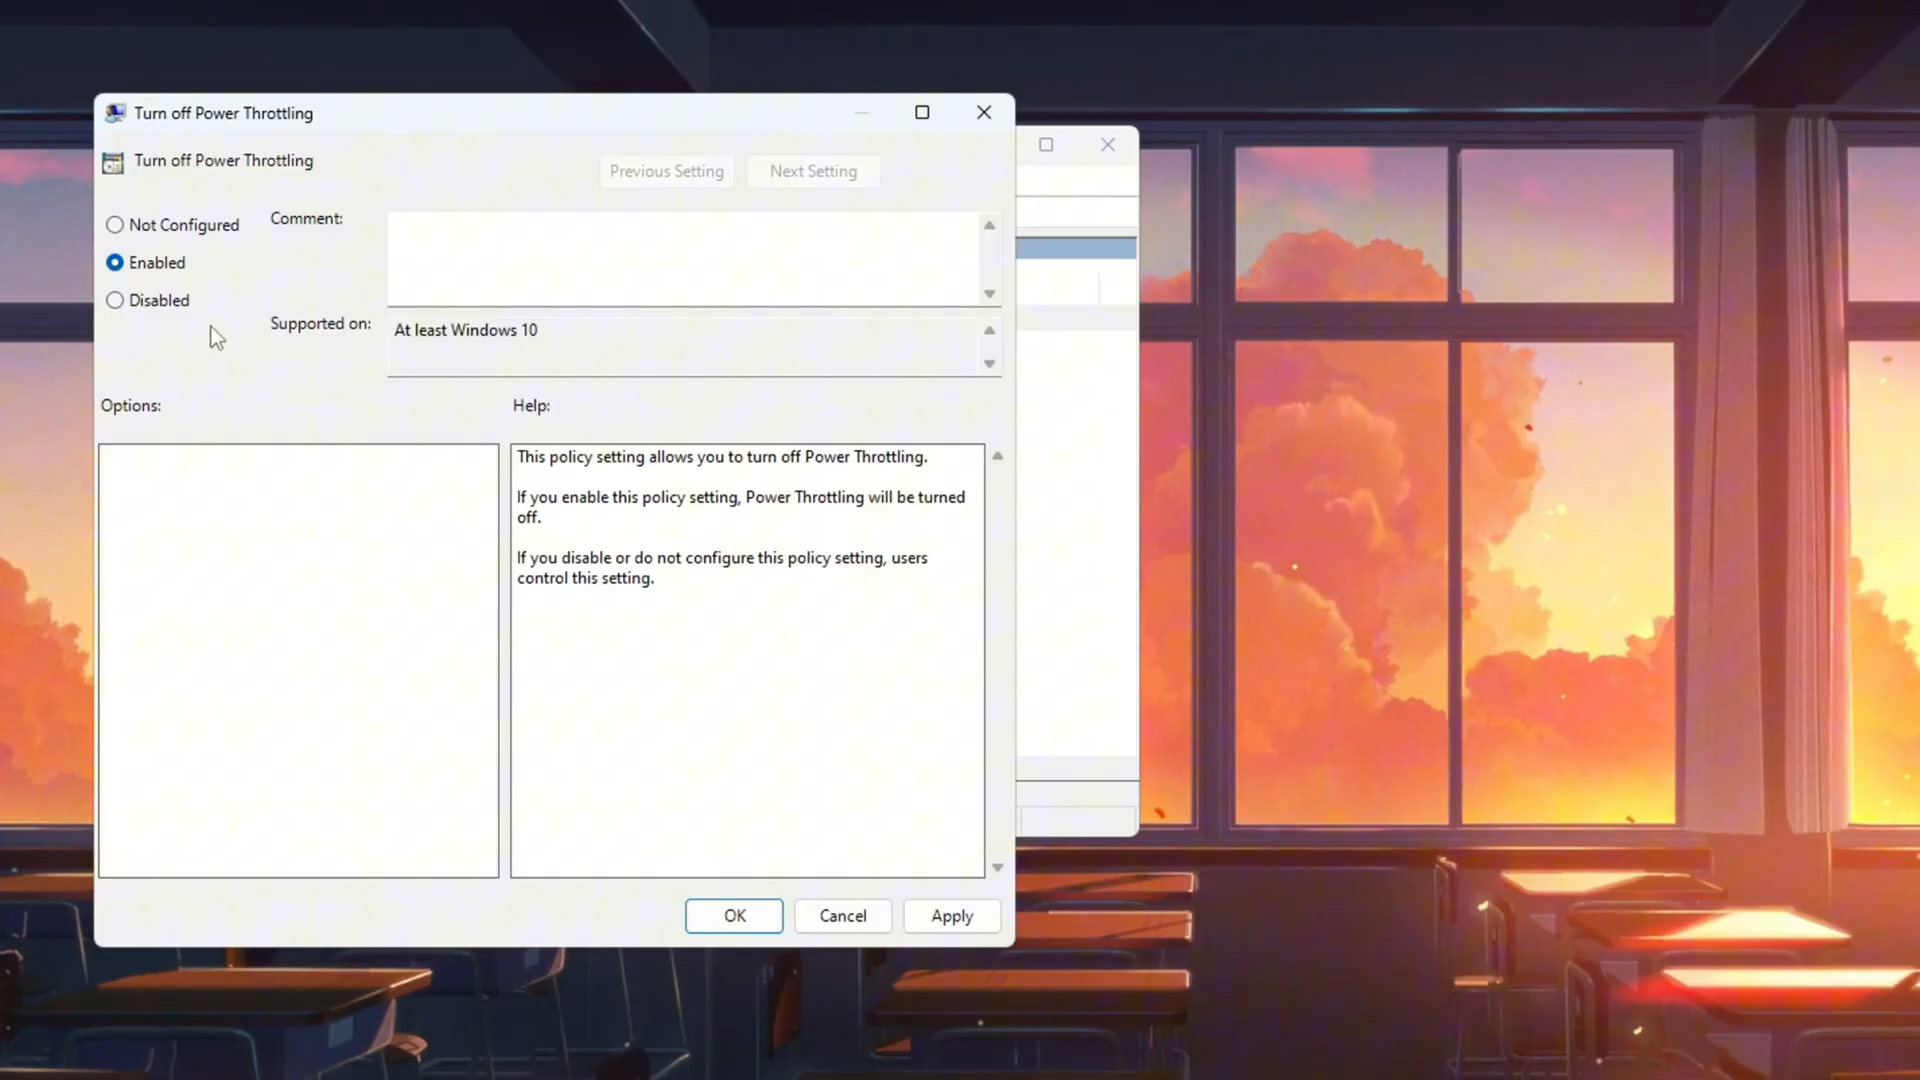 Turn off Power Throttling
Turn off Power Throttling
Previous Setting
Next Setting
Not Configured
Comment:
Enabled
Disabled
Supported on:
At least Windows 10
Options:
Help:
This policy setting allows you to turn off Power Throttling.
If you enable this policy setting, Power Throttling will be turned
off.
If you disable or do not configure this policy setting, users
control this setting.
OK
Cancel
Apply